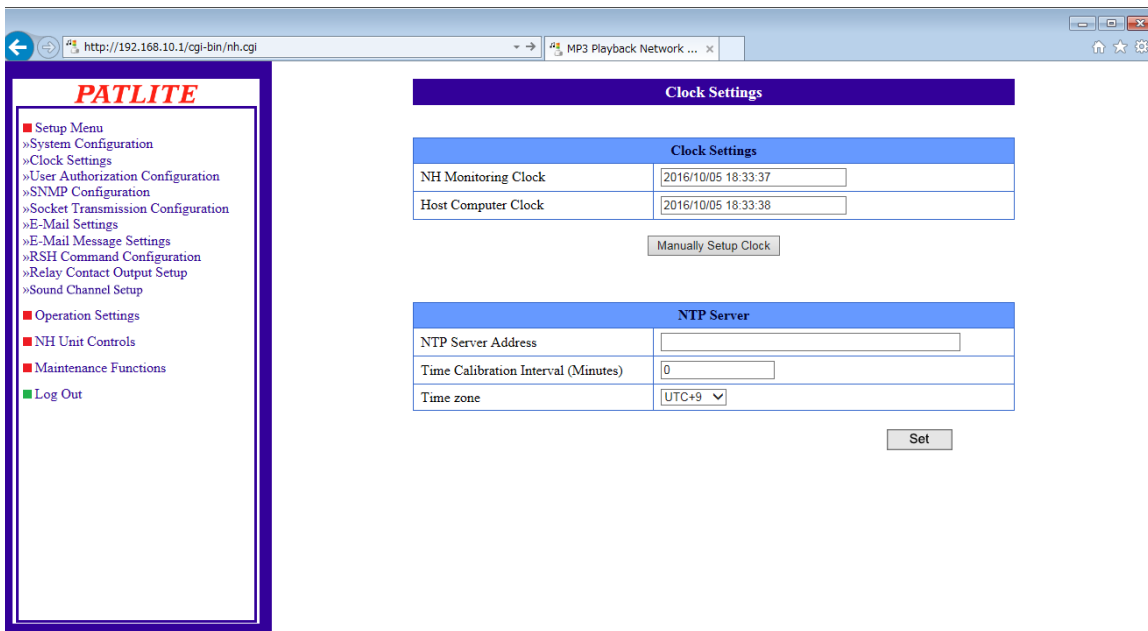 http://192.168.10.1/cgi-bin/nh.cgi
MP3 Playback Network ...
PATLITE
Setup Menu
»System Configuration
»Clock Settings
»User Authorization Configuration
»SNMP Configuration
»Socket Transmission Configuration
»E-Mail Settings
»E-Mail Message Settings
»RSH Command Configuration
»Relay Contact Output Setup
»Sound Channel Setup
Operation Settings
NH Unit Controls
Maintenance Functions
Log Out
Clock Settings
Clock Settings
NH Monitoring Clock 2016/10/05 18:33:37
Host Computer Clock 2016/10/05 18:33:38
Manually Setup Clock
NTP Server
NTP Server Address
Time Calibration Interval (Minutes) 0
Time zone UTC+9
Set